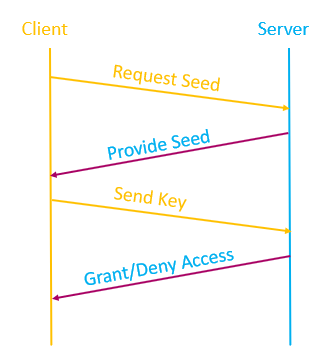 Client
Server
Request Seed
Provide Seed
Send Key
Grant/Deny Access